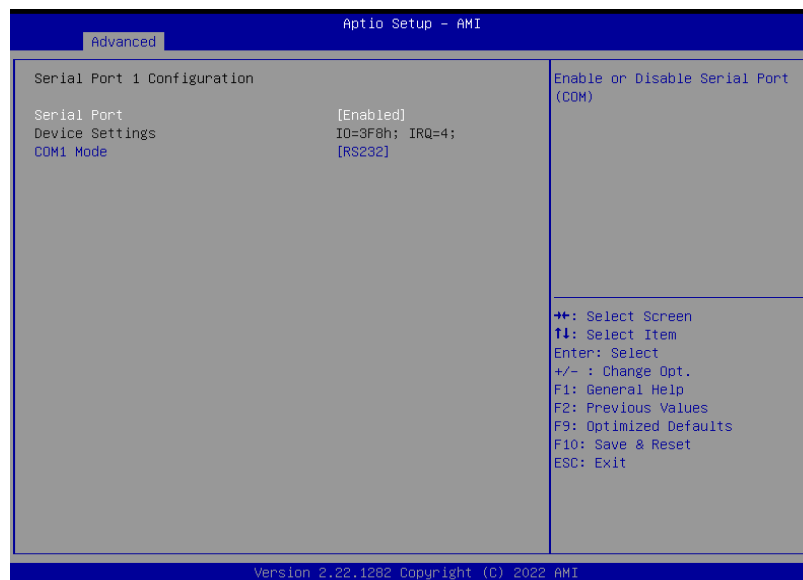 Aptio Setup – AMI
Advanced
Serial Port 1 Configuration
Serial Port [Enabled]
Device Settings IO=3F8h; IRQ=4;
COM1 Mode [RS232]
Enable or Disable Serial Port
(COM)
→←: Select Screen
↑↓: Select Item
Enter: Select
+/- : Change Opt.
F1: General Help
F2: Previous Values
F9: Optimized Defaults
F10: Save & Reset
ESC: Exit
Version 2.22.1282 Copyright (C) 2022 AMI